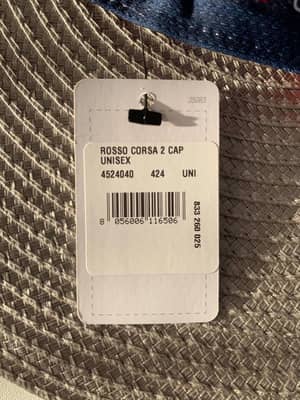 ROSSO CORSA 2 CAP
UNISEX
4524040 424 UNI
8 056006 116506
833 260 025